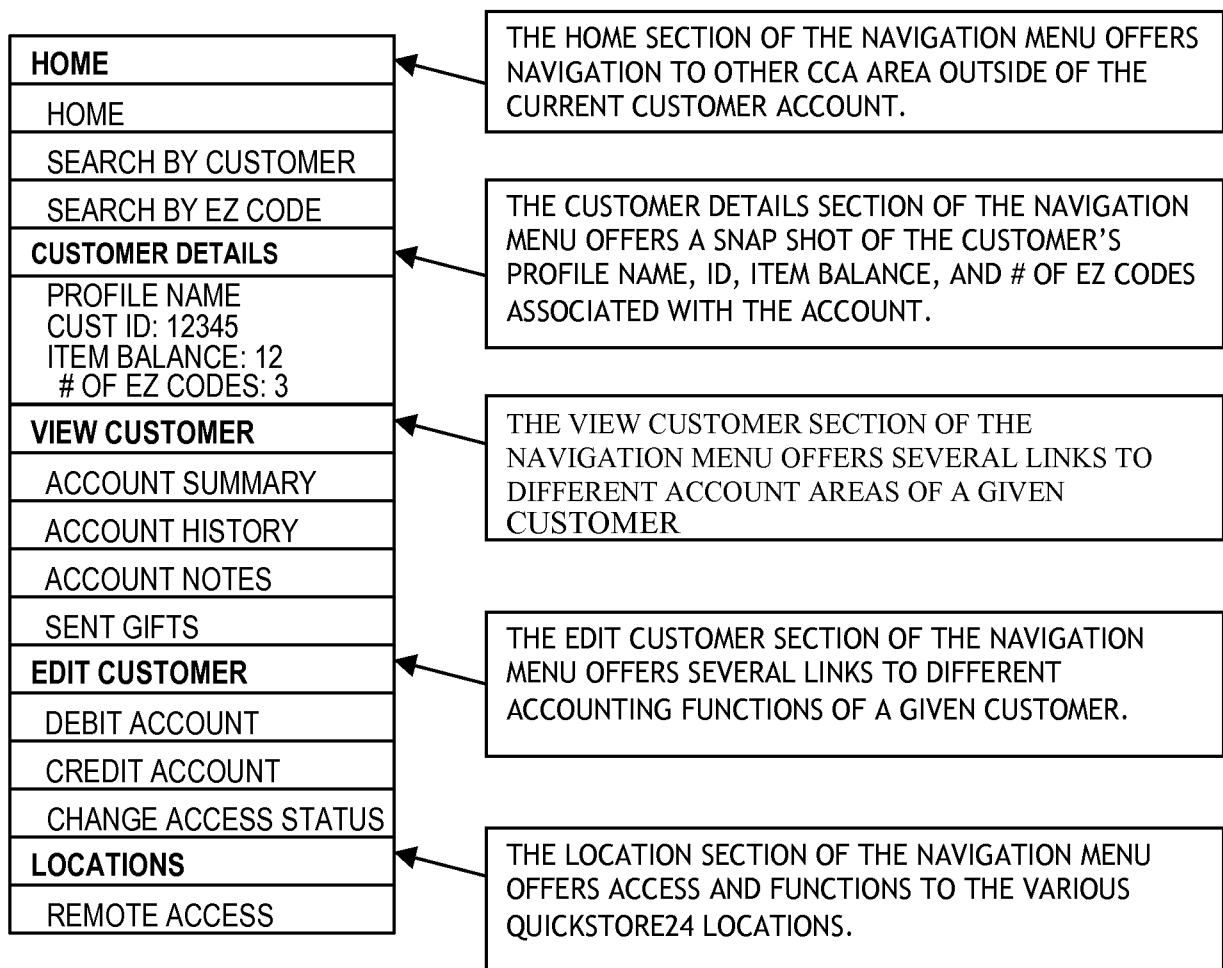 HOME
HOME
SEARCH BY CUSTOMER
SEARCH BY EZ CODE
CUSTOMER DETAILS
PROFILE NAME
CUST ID: 12345
ITEM BALANCE: 12
# OF EZ CODES: 3
VIEW CUSTOMER
ACCOUNT SUMMARY
ACCOUNT HISTORY
ACCOUNT NOTES
SENT GIFTS
EDIT CUSTOMER
DEBIT ACCOUNT
CREDIT ACCOUNT
CHANGE ACCESS STATUS
LOCATIONS
REMOTE ACCESS
THE HOME SECTION OF THE NAVIGATION MENU OFFERS
NAVIGATION TO OTHER CCA AREA OUTSIDE OF THE
CURRENT CUSTOMER ACCOUNT.
THE CUSTOMER DETAILS SECTION OF THE NAVIGATION
MENU OFFERS A SNAP SHOT OF THE CUSTOMER'S
PROFILE NAME, ID, ITEM BALANCE, AND # OF EZ CODES
ASSOCIATED WITH THE ACCOUNT.
THE VIEW CUSTOMER SECTION OF THE
NAVIGATION MENU OFFERS SEVERAL LINKS TO
DIFFERENT ACCOUNT AREAS OF A GIVEN
CUSTOMER
THE EDIT CUSTOMER SECTION OF THE NAVIGATION
MENU OFFERS SEVERAL LINKS TO DIFFERENT
ACCOUNTING FUNCTIONS OF A GIVEN CUSTOMER.
THE LOCATION SECTION OF THE NAVIGATION MENU
OFFERS ACCESS AND FUNCTIONS TO THE VARIOUS
QUICKSTORE24 LOCATIONS.